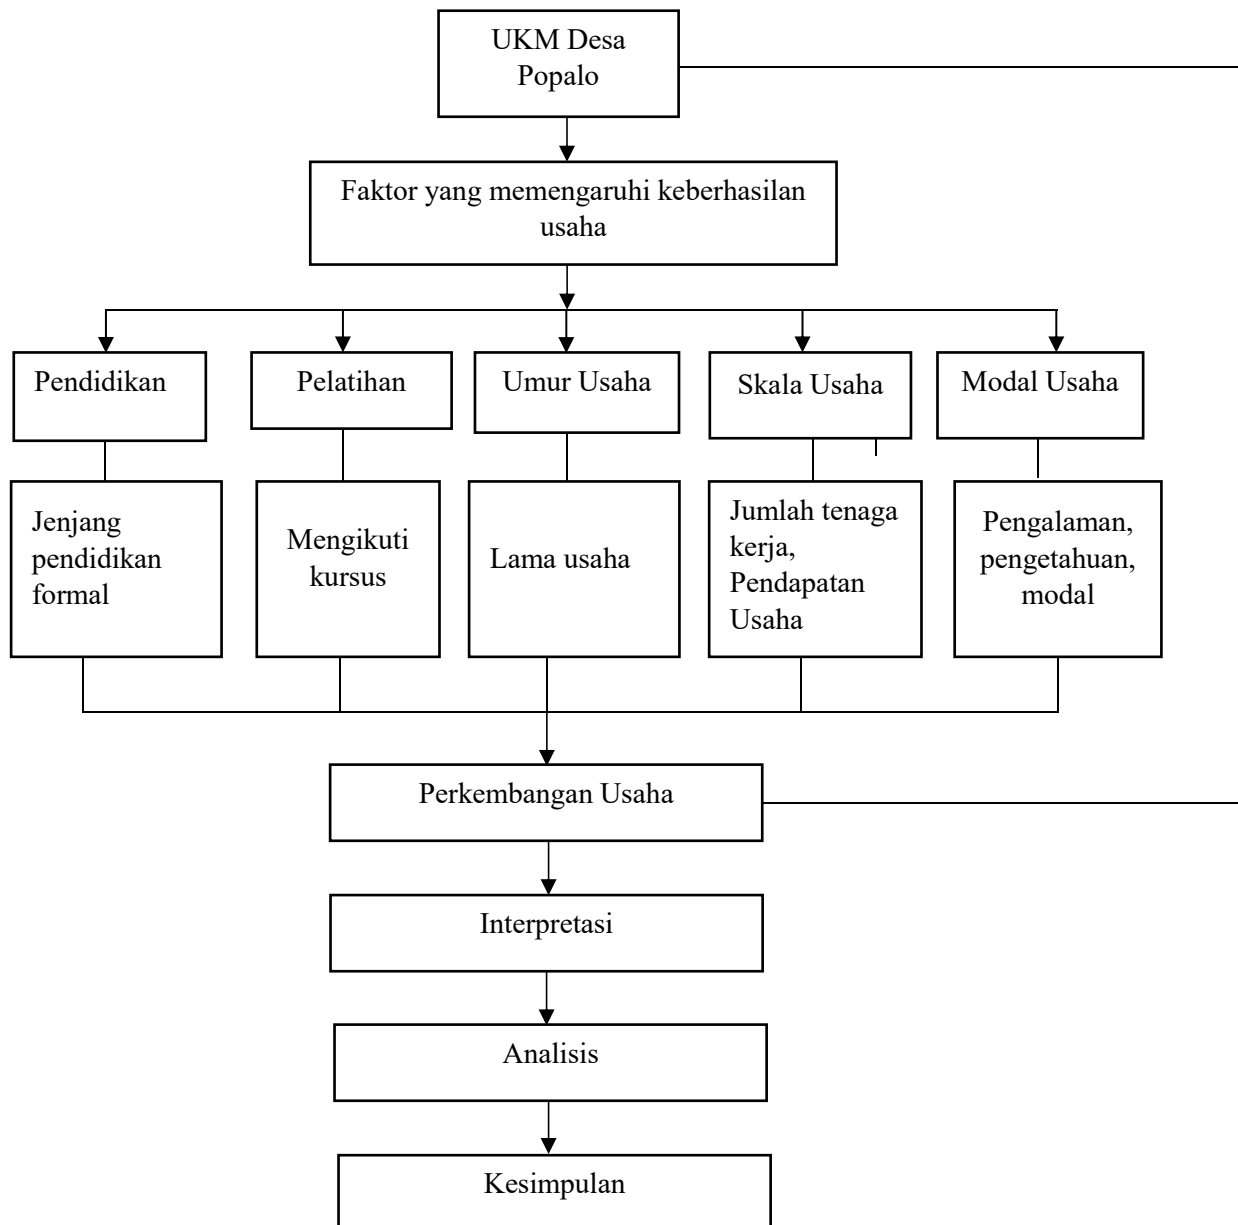 UKM Desa
Popalo
Faktor yang memengaruhi keberhasilan
usaha
Pendidikan
Pelatihan
Umur Usaha
Skala Usaha
Modal Usaha
Jenjang
pendidikan
formal
Mengikuti
kursus
Lama usaha
Jumlah tenaga
kerja,
Pendapatan
Usaha
Pengalaman,
pengetahuan,
modal
Perkembangan Usaha
Interpretasi
Analisis
Kesimpulan